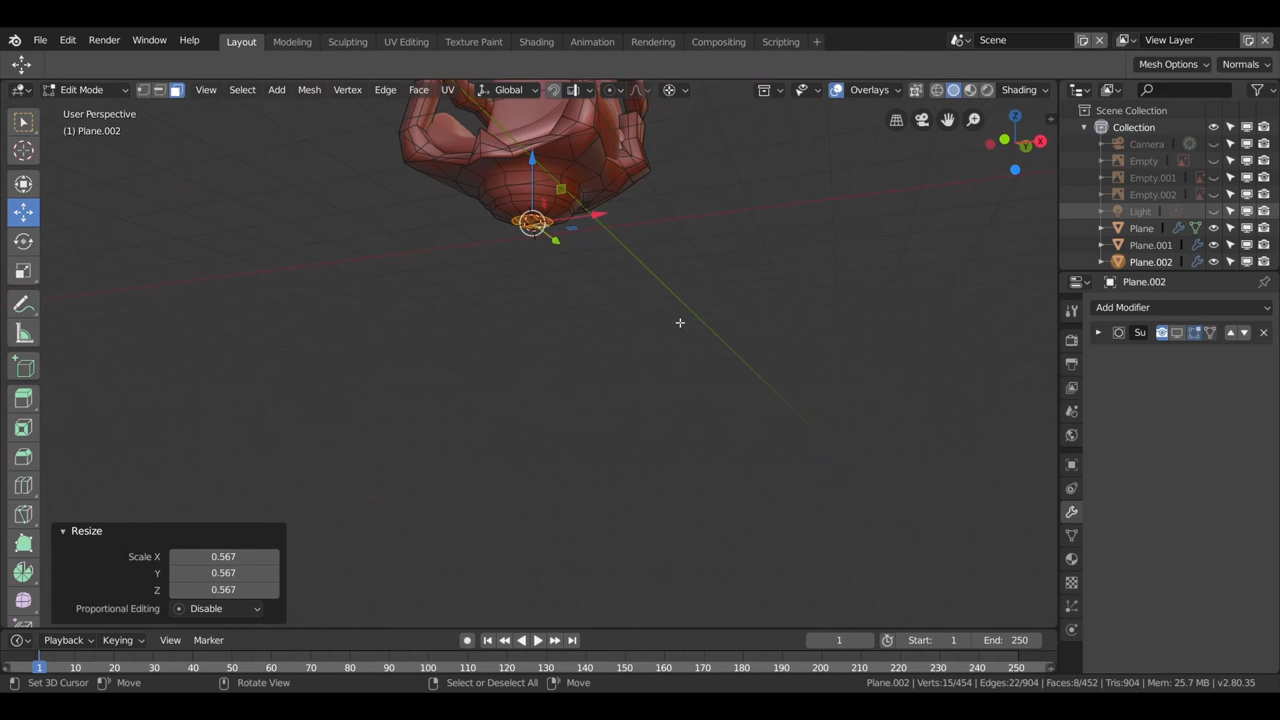 File Edit Render Window Help Layout Modeling Sculpting UV Editing Texture Paint Shading Animation Rendering Compositing Scripting + Scene View Layer
Mesh Options Normals
Edit Mode View Select Add Mesh Vertex Edge Face UV Global Overlays Shading
User Perspective
(1) Plane.002
Z
X
Y
Scene Collection
Collection
Camera
Empty
Empty.001
Empty.002
Light
Plane
Plane.001
Plane.002
Plane.002
Add Modifier
Su
Resize
Scale X 0.567
Y 0.567
Z 0.567
Proportional Editing Disable
Playback Keying View Marker 1 Start: 1 End: 250
1 10 20 30 40 50 60 70 80 90 100 110 120 130 140 150 160 170 180 190 200 210 220 230 240 250
Set 3D Cursor Move Rotate View Select or Deselect All Move Plane.002 | Verts:15/454 | Edges:22/904 | Faces:8/452 | Tris:904 | Mem: 25.7 MB | v2.80.35